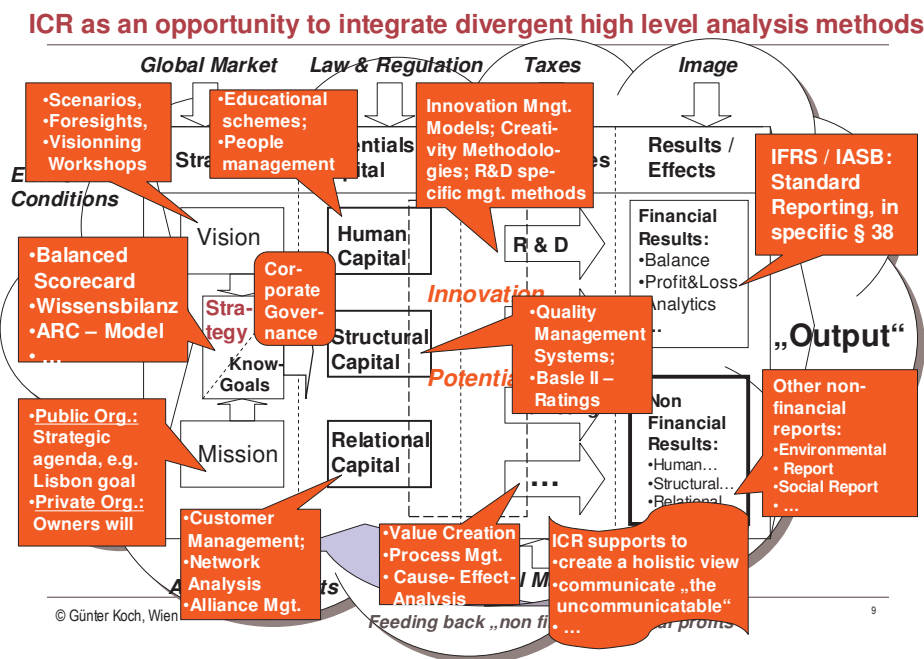 ICR as an opportunity to integrate divergent high level analysis methods
Global Market
Law & Regulation
Taxes
Image
•Scenarios,
•Foresights,
•Visionning
Workshops
•Educational
schemes;
•People
management
Innovation Mngt.
Models; Creati-
vity Methodolo-
gies; R&D spe-
cific mgt. methods
Results /
Effects
IFRS / IASB:
Standard
Reporting, in
specific § 38
Conditions
Vision
Human
Capital
R & D
Financial
Results:
•Balance
•Profit&Loss
Analytics
...
•Balanced
Scorecard
•Wissensbilanz
•ARC – Model
• ...
Cor-
porate
Gover-
nance
Stra-
tegy
Know-
Goals
Innovation
Structural
Capital
Potential
•Quality
Management
Systems;
•Basle II –
Ratings
„Output“
•Public Org.:
Strategic
agenda, e.g.
Lisbon goal
•Private Org.:
Owners will
Mission
Relational
Capital
...
Non
Financial
Results:
•Human...
•Structural...
•Relational
Other non-
financial
reports:
•Environmental
• Report
•Social Report
• ...
•Customer
Management;
•Network
Analysis
•Alliance Mgt.
•Value Creation
•Process Mgt.
• Cause- Effect-
Analysis
ICR supports to
•create a holistic view
•communicate „the
uncommunicatable“
• ...
© Günter Koch, Wien
Feeding back „non
profits
9